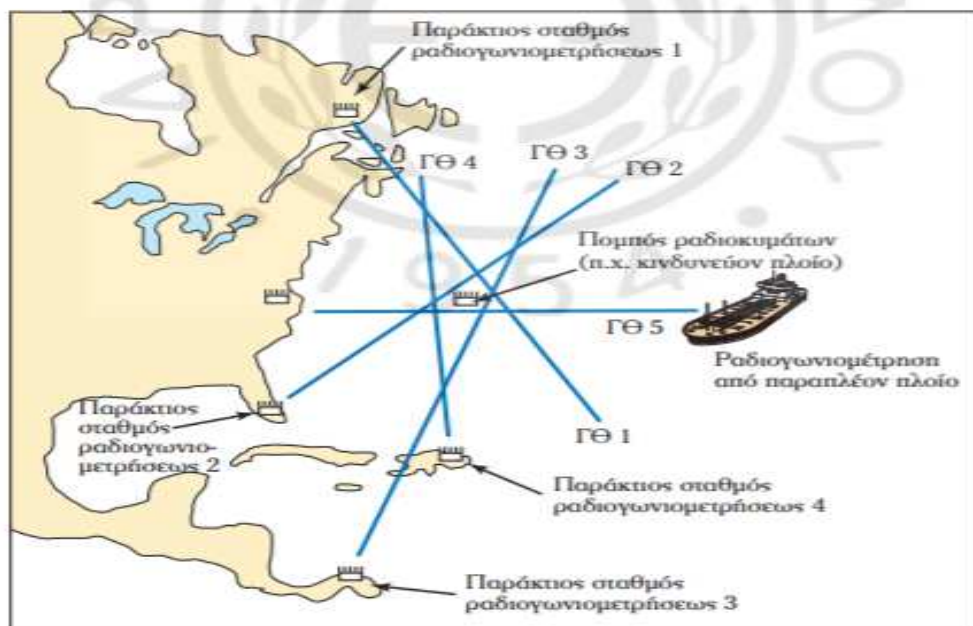 Παράκτιος σταθμός
ραδιογωνιομετρήσεως 1
ΓΘ 4
ΓΘ 3
ΓΘ 2
Πομπός ραδιοκυμάτων
(π.χ. κινδυνεύον πλοίο)
ΓΘ 5
Ραδιογωνιομέτρηση
από παραπλέον πλοίο
Παράκτιος
σταθμός
ραδιογωνιο-
μετρήσεως 2
ΓΘ 1
Παράκτιος σταθμός
ραδιογωνιομετρήσεως 4
Παράκτιος σταθμός
ραδιογωνιομετρήσεως 3
1954